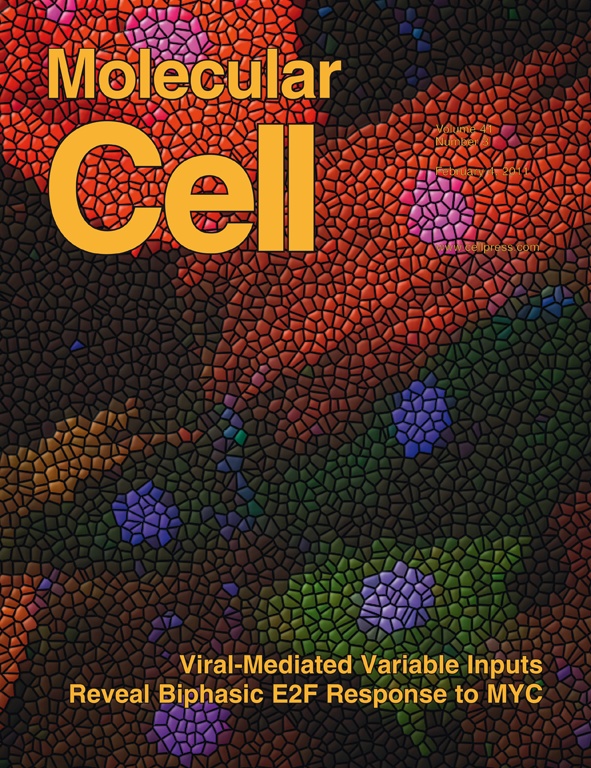 Molecular
Cell
Volume 41
Number 3
February 4, 2011
www.cellpress.com
Viral-Mediated Variable Inputs
Reveal Biphasic E2F Response to MYC